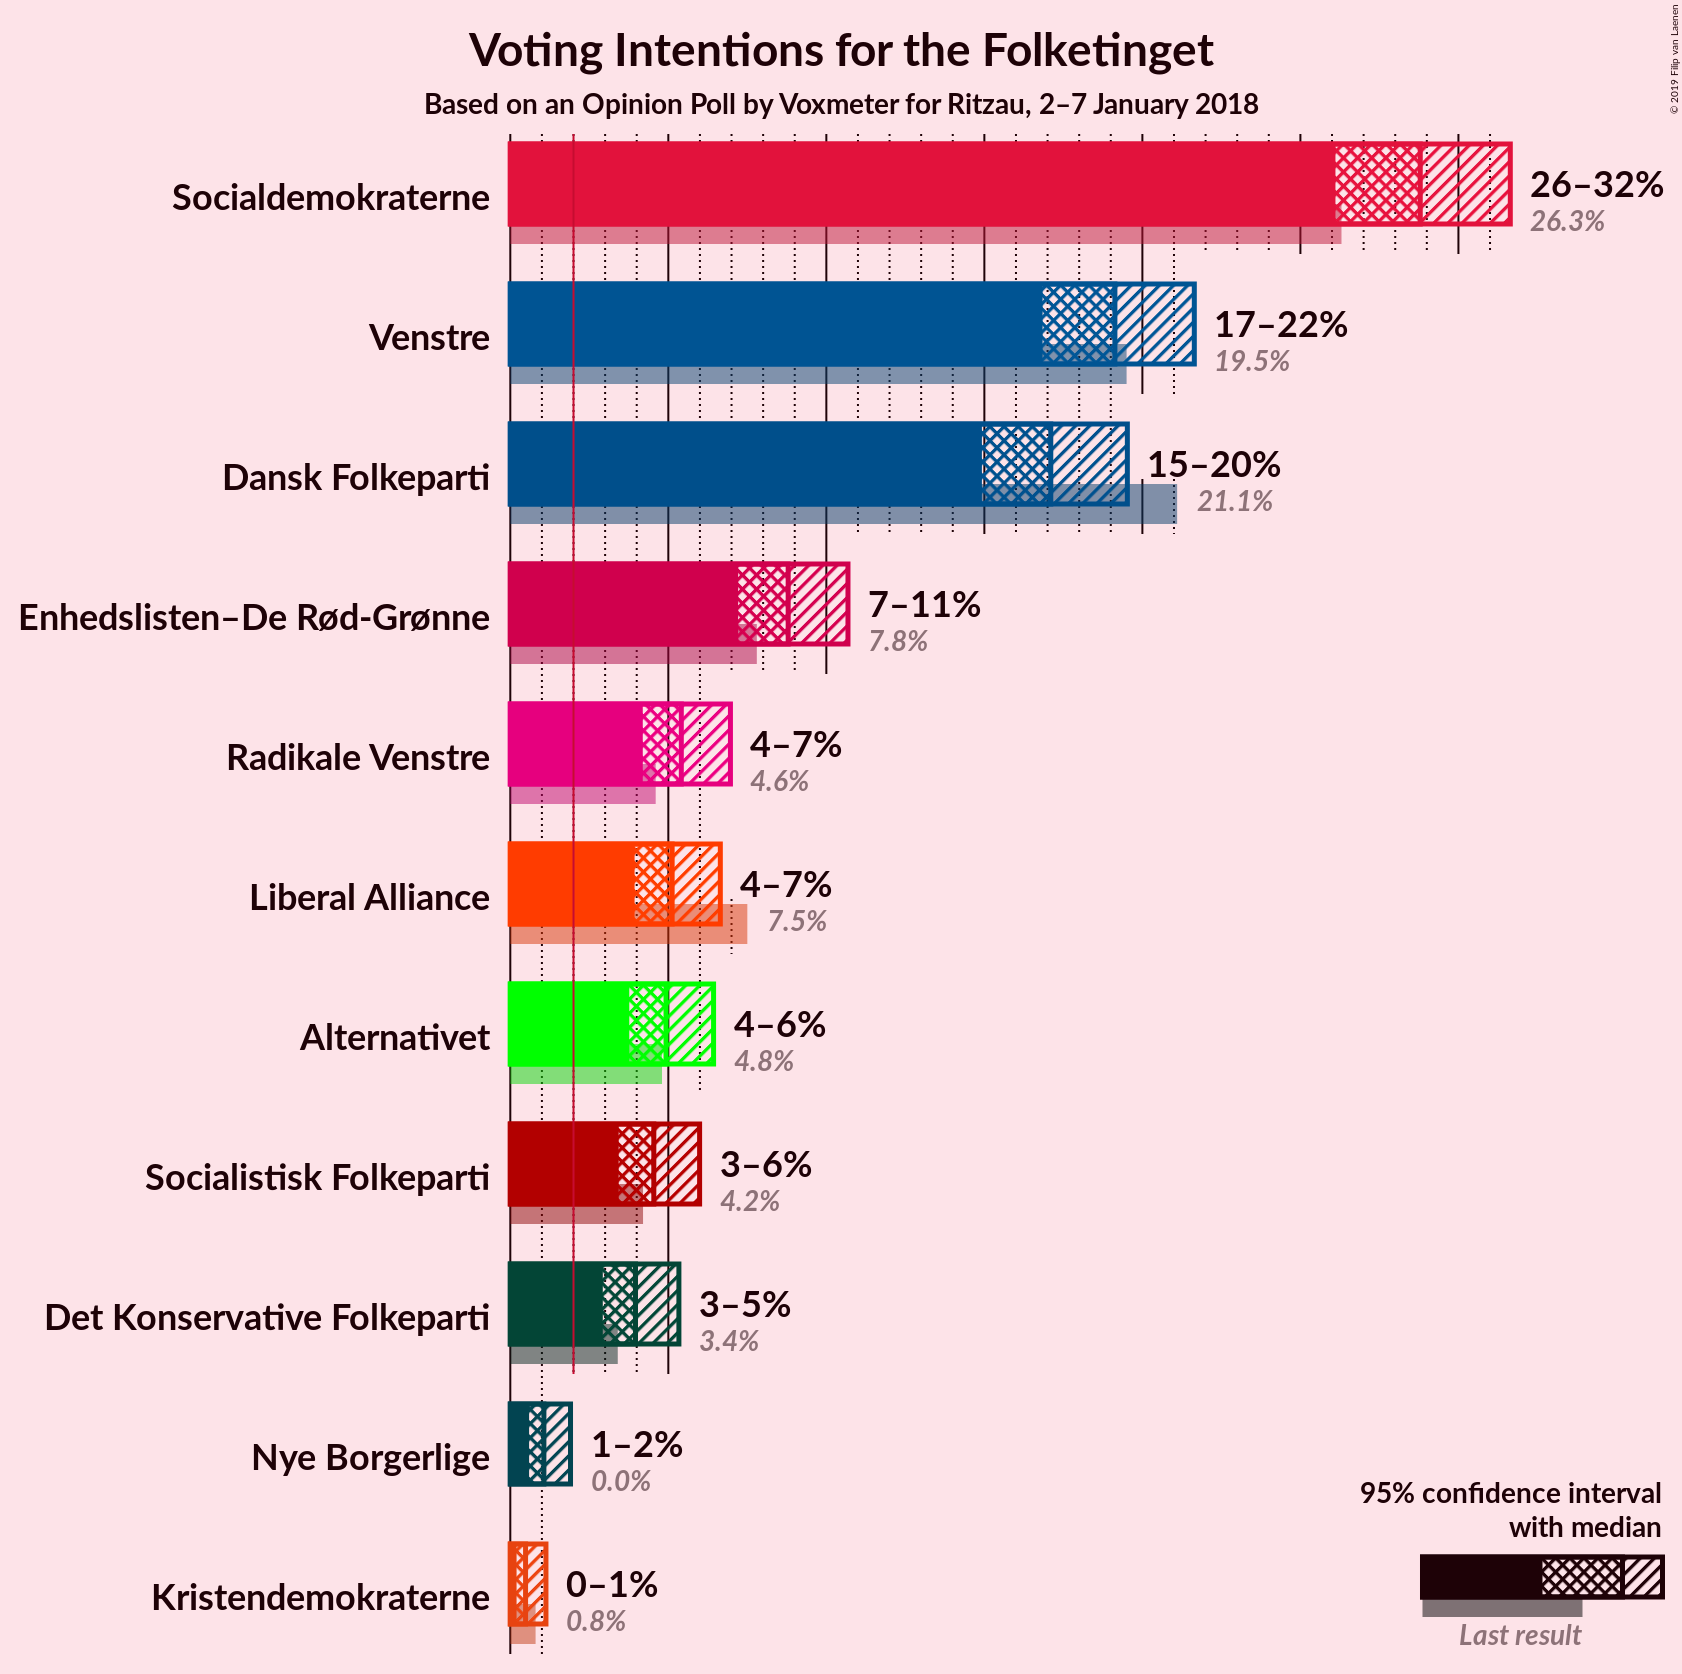 Voting Intentions for the Folketinget
Based on an Opinion Poll by Voxmeter for Ritzau, 2–7 January 2018
© 2019 Filip van Laenen
Socialdemokraterne
26–32%
26.3%
Venstre
17–22%
19.5%
Dansk Folkeparti
15–20%
21.1%
Enhedslisten–De Rød-Grønne
7–11%
7.8%
Radikale Venstre
4–7%
4.6%
Liberal Alliance
4–7%
7.5%
Alternativet
4–6%
4.8%
Socialistisk Folkeparti
3–6%
4.2%
Det Konservative Folkeparti
3–5%
3.4%
Nye Borgerlige
1–2%
0.0%
Kristendemokraterne
0–1%
0.8%
95% confidence interval
with median
Last result